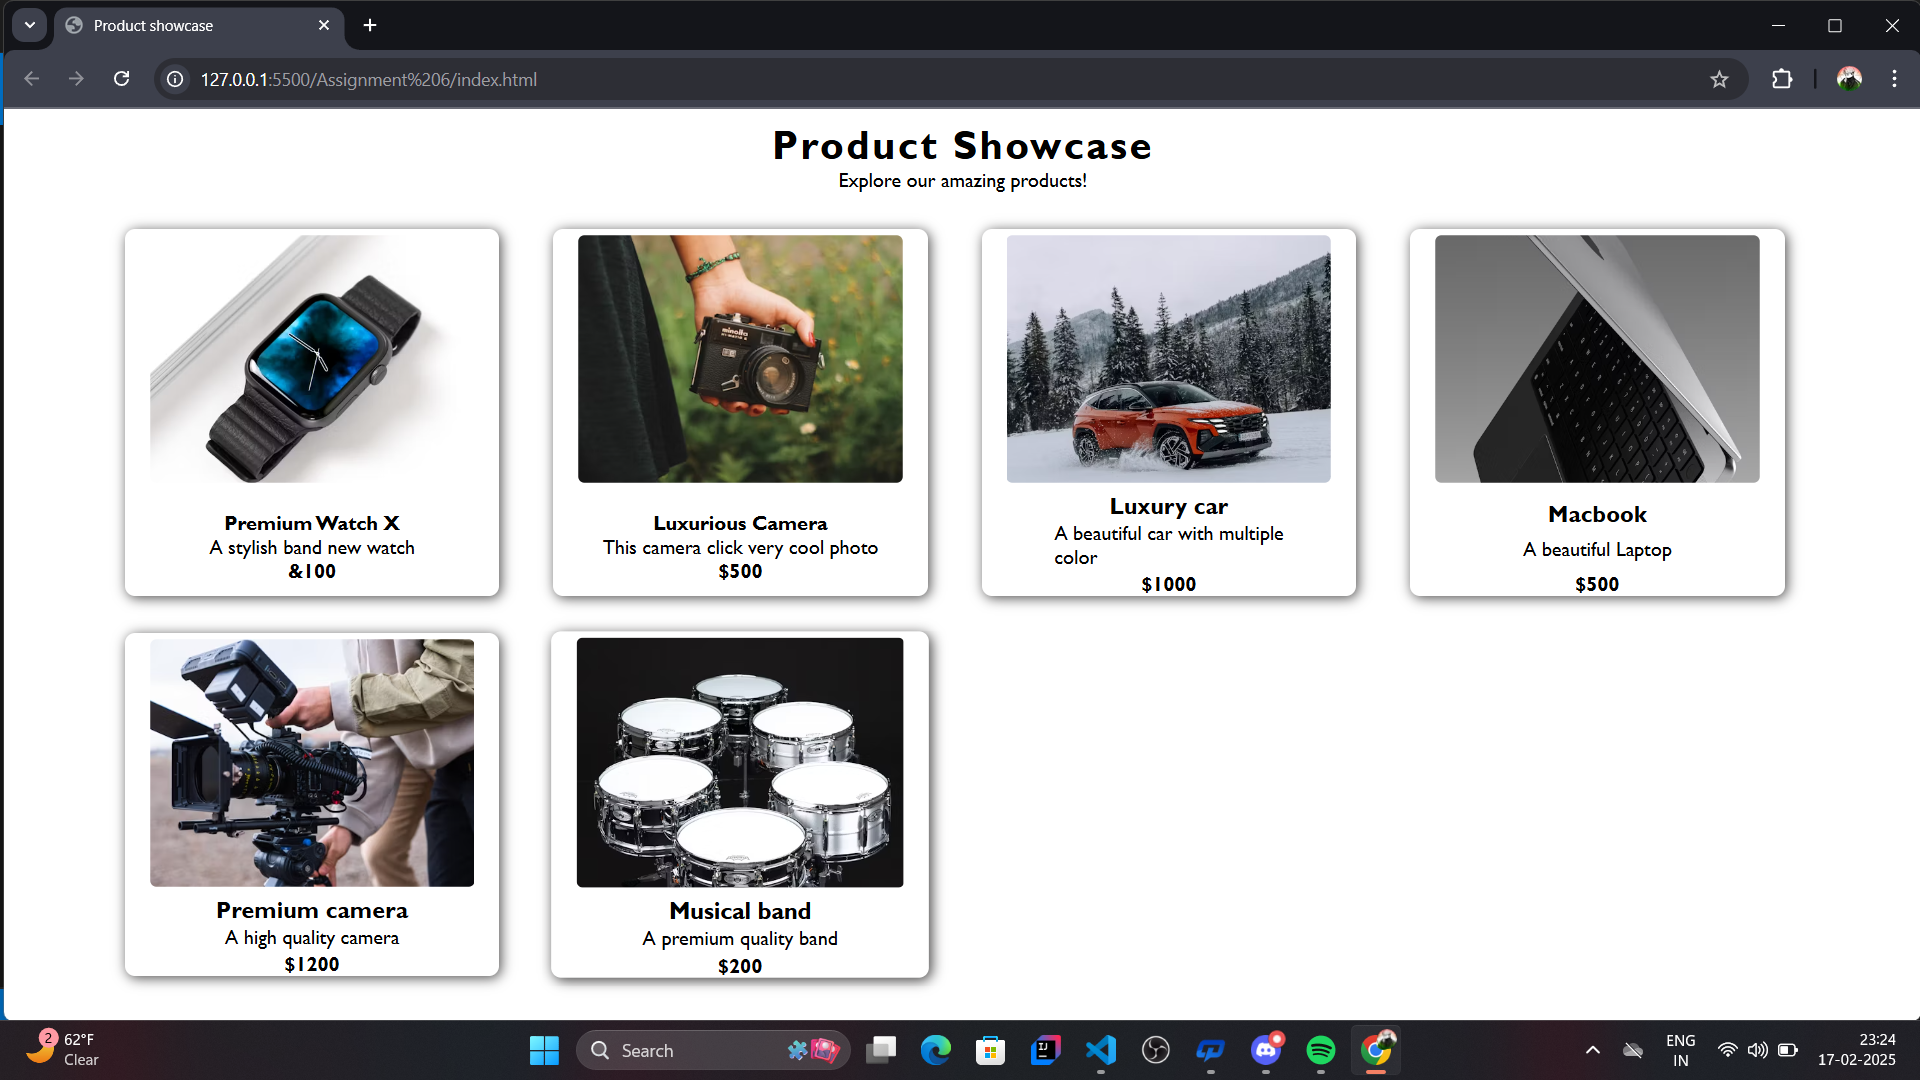 Product showcase
127.0.0.1:5500/Assignment%206/index.html
Product Showcase
Explore our amazing products!
minolta
Premium Watch X
A stylish band new watch
&100
Luxurious Camera
This camera click very cool photo
$500
Luxury car
A beautiful car with multiple
color
$1000
Macbook
A beautiful Laptop
$500
Premium camera
A high quality camera
$1200
Musical band
A premium quality band
$200
2
62°F
Clear
Search
IJ
ENG
IN
23:24
17-02-2025